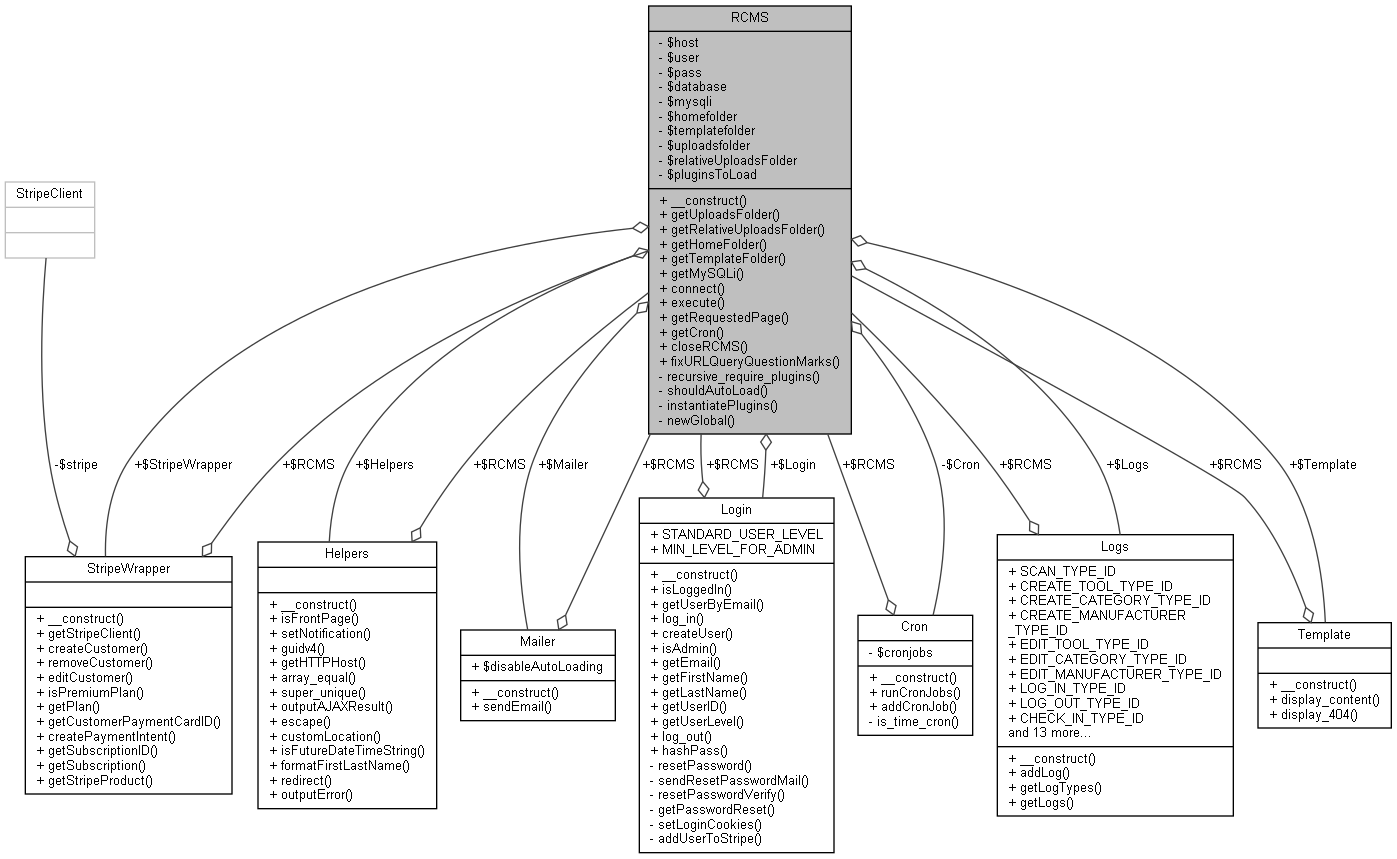 RCMS
- $host
- $user
- $pass
- $database
- $mysqli
- $homefolder
- $templatefolder
- $uploadsfolder
- $relativeUploadsFolder
- $pluginsToLoad
+ __construct()
+ getUploadsFolder()
+ getRelativeUploadsFolder()
+ getHomeFolder()
+ getTemplateFolder()
+ getMySQLi()
+ connect()
+ execute()
+ getRequestedPage()
+ getCron()
+ closeRCMS()
+ fixURLQueryQuestionMarks()
- recursive_require_plugins()
- shouldAutoLoad()
- instantiatePlugins()
- newGlobal()
StripeClient
-$stripe
+$StripeWrapper
+$RCMS
+$Helpers
+$RCMS
+$Mailer
+$RCMS
+$RCMS
+$Login
+$RCMS
-$Cron
+$RCMS
+$Logs
+$RCMS
+$Template
StripeWrapper
+ __construct()
+ getStripeClient()
+ createCustomer()
+ removeCustomer()
+ editCustomer()
+ isPremiumPlan()
+ getPlan()
+ getCustomerPaymentCardID()
+ createPaymentIntent()
+ getSubscriptionID()
+ getSubscription()
+ getStripeProduct()
Helpers
+ __construct()
+ isFrontPage()
+ setNotification()
+ guidv4()
+ getHTTPHost()
+ array_equal()
+ super_unique()
+ outputAJAXResult()
+ escape()
+ customLocation()
+ isFutureDateTimeString()
+ formatFirstLastName()
+ redirect()
+ outputError()
Mailer
+ $disableAutoLoading
+ __construct()
+ sendEmail()
Login
+ STANDARD_USER_LEVEL
+ MIN_LEVEL_FOR_ADMIN
+ __construct()
+ isLoggedIn()
+ getUserByEmail()
+ log_in()
+ createUser()
+ isAdmin()
+ getEmail()
+ getFirstName()
+ getLastName()
+ getUserID()
+ getUserLevel()
+ log_out()
+ hashPass()
- resetPassword()
- sendResetPasswordMail()
- resetPasswordVerify()
- getPasswordReset()
- setLoginCookies()
- addUserToStripe()
Cron
- $cronjobs
+ __construct()
+ runCronJobs()
+ addCronJob()
- is_time_cron()
Logs
+ SCAN_TYPE_ID
+ CREATE_TOOL_TYPE_ID
+ CREATE_CATEGORY_TYPE_ID
+ CREATE_MANUFACTURER
_TYPE_ID
+ EDIT_TOOL_TYPE_ID
+ EDIT_CATEGORY_TYPE_ID
+ EDIT_MANUFACTURER_TYPE_ID
+ LOG_IN_TYPE_ID
+ LOG_OUT_TYPE_ID
+ CHECK_IN_TYPE_ID
and 13 more...
+ __construct()
+ addLog()
+ getLogTypes()
+ getLogs()
Template
+ __construct()
+ display_content()
+ display_404()